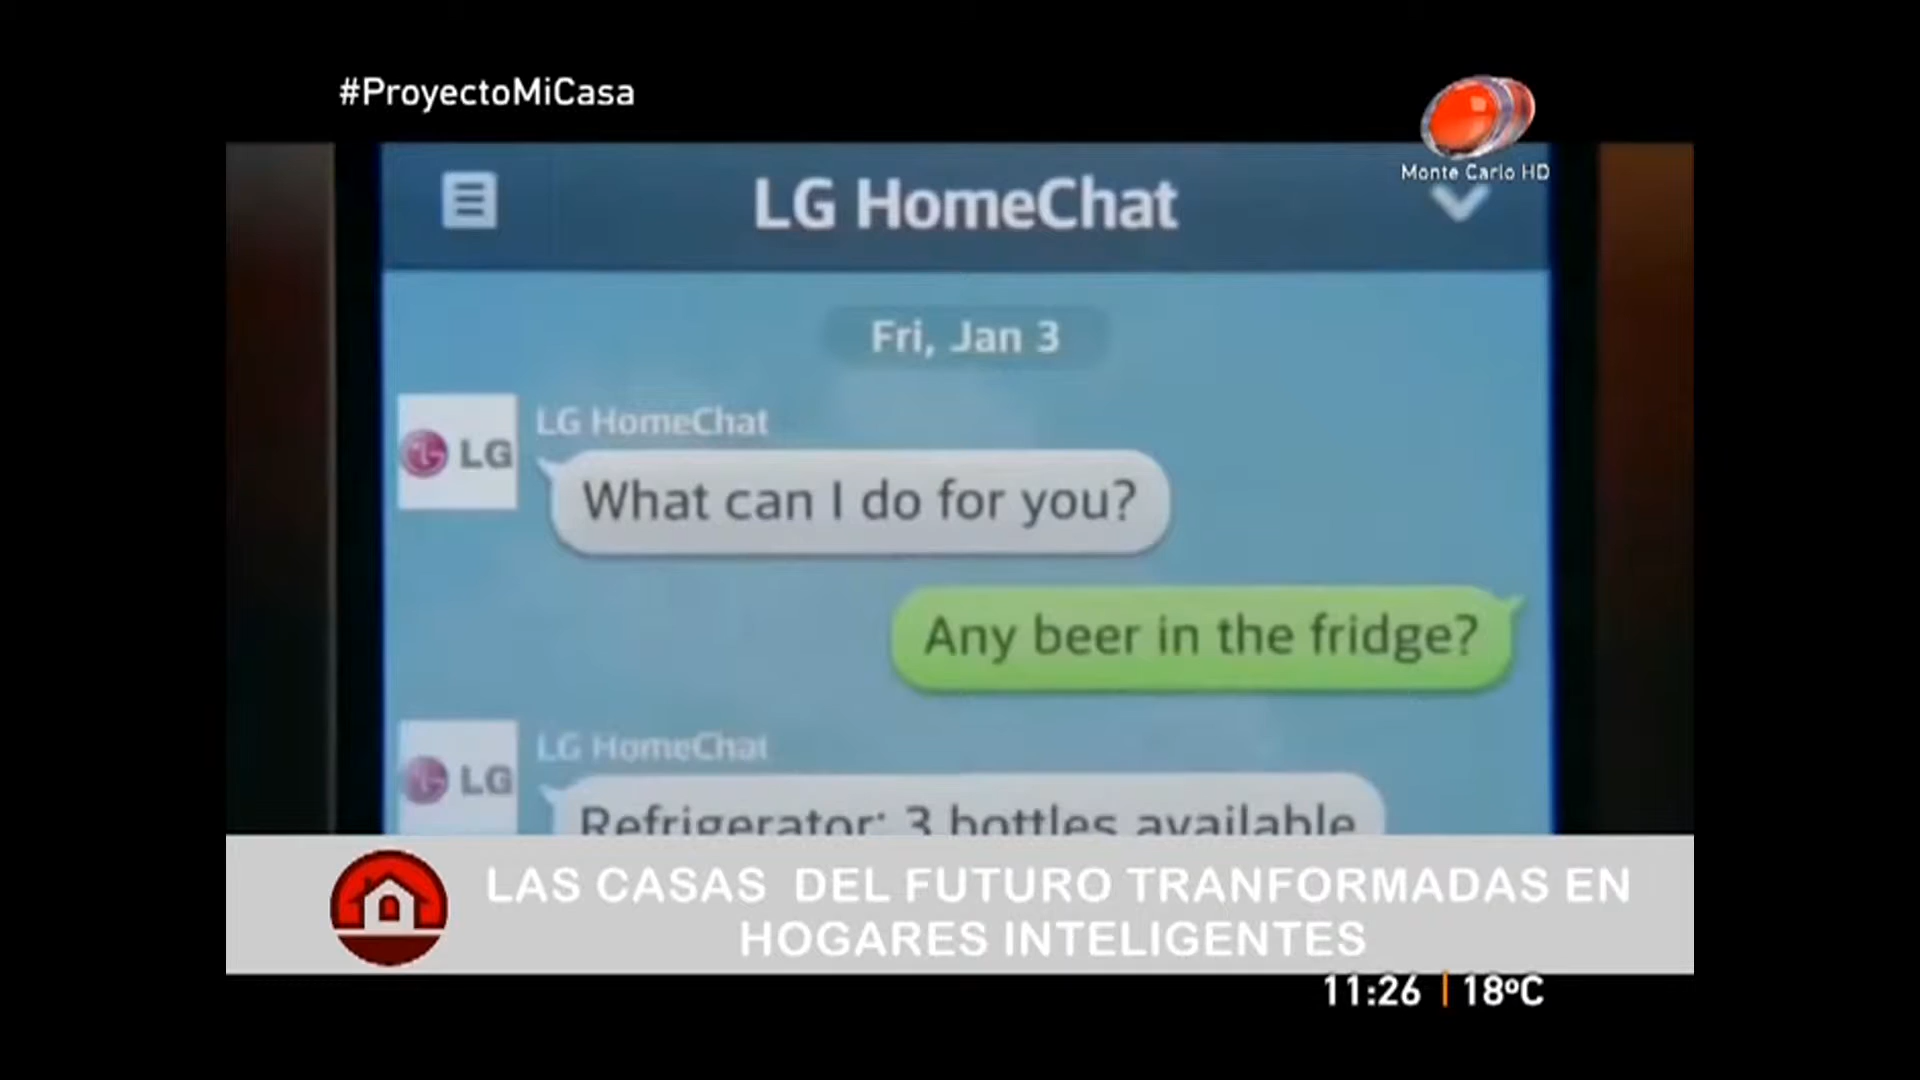 #ProyectoMiCasa
Monte Carlo HD
LG HomeChat
Fri, Jan 3
LG HomeChat
LG
What can I do for you?
Any beer in the fridge?
LG HomeChat
LG
Refrigerator: 3 bottles available
LAS CASAS DEL FUTURO TRANFORMADAS EN
HOGARES INTELIGENTES
11:26 | 18ºC